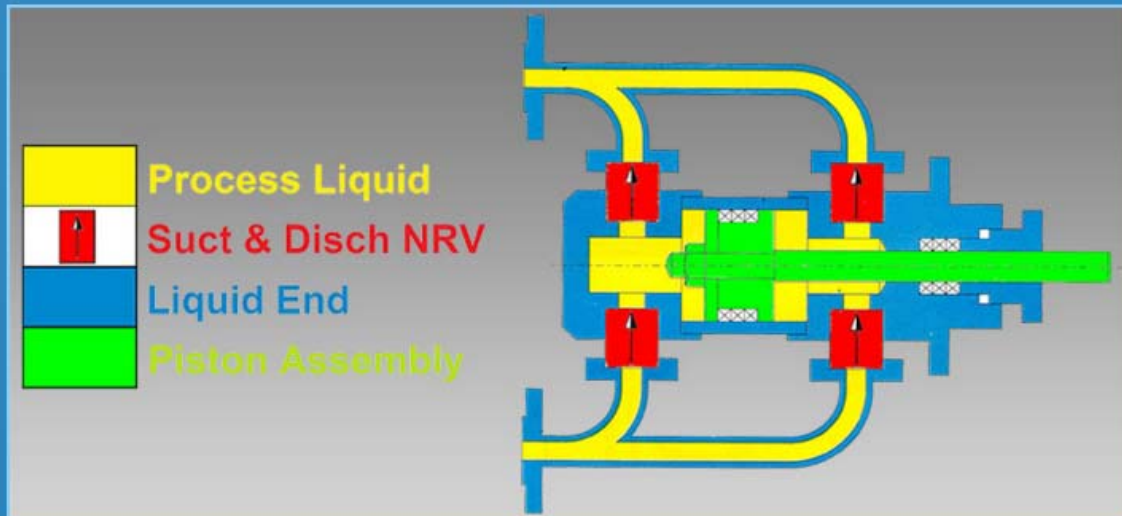 Process Liquid
Suct & Disch NRV
Liquid End
Piston Assembly